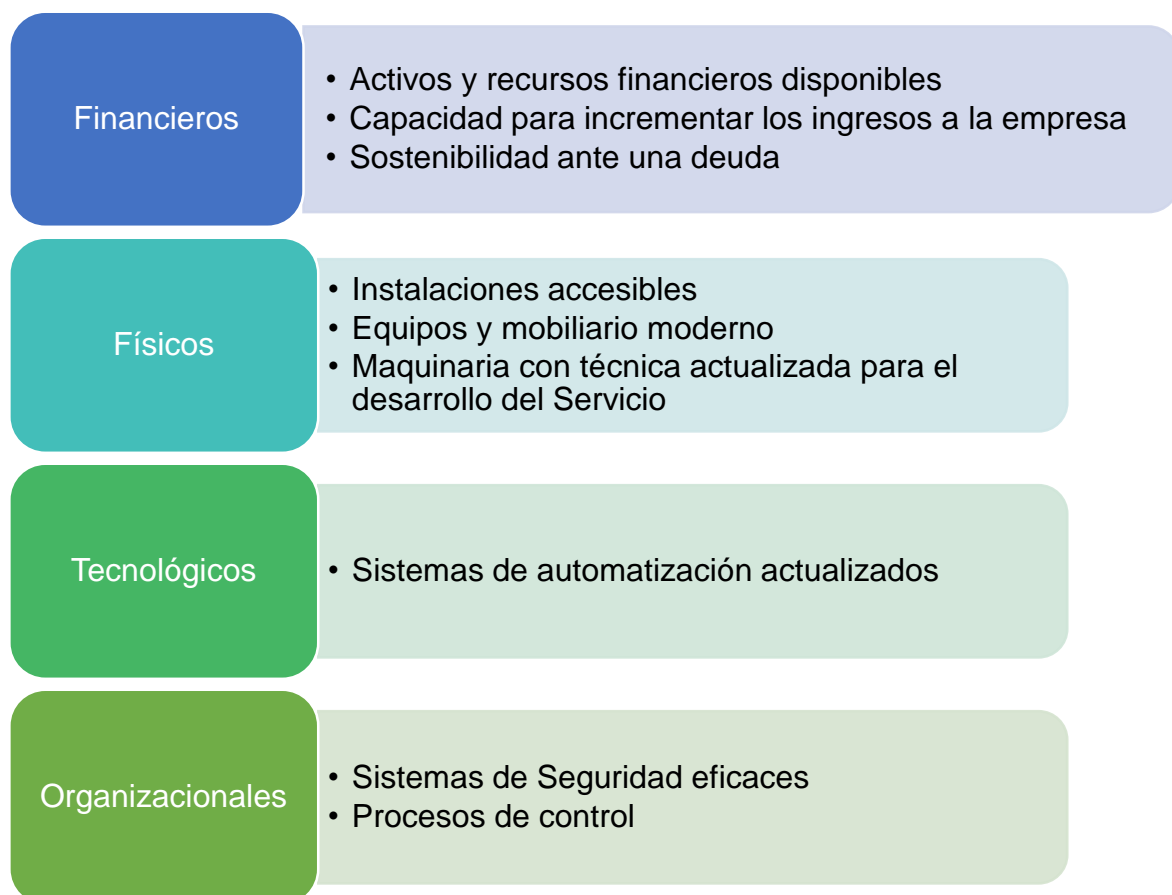 Financieros
• Activos y recursos financieros disponibles
• Capacidad para incrementar los ingresos a la empresa
• Sostenibilidad ante una deuda
Físicos
• Instalaciones accesibles
• Equipos y mobiliario moderno
• Maquinaria con técnica actualizada para el
desarrollo del Servicio
Tecnológicos
• Sistemas de automatización actualizados
Organizacionales
• Sistemas de Seguridad eficaces
• Procesos de control